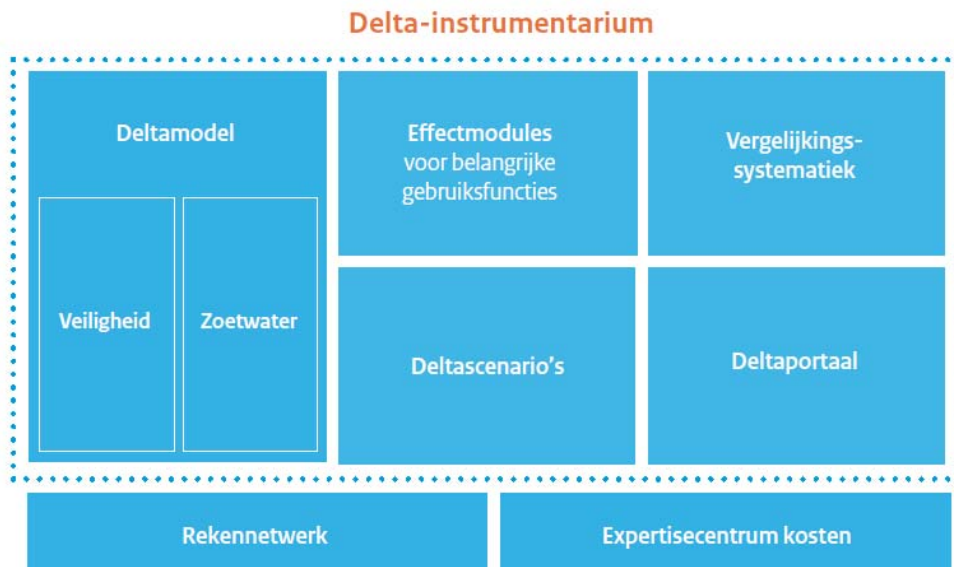 Delta-instrumentarium
Deltamodel
Veiligheid
Zoetwater
Effectmodules
voor belangrijke
gebruiksfuncties
Vergelijkings-
systematiek
Deltascenario's
Deltaportaal
Rekennetwerk
Expertisecentrum kosten